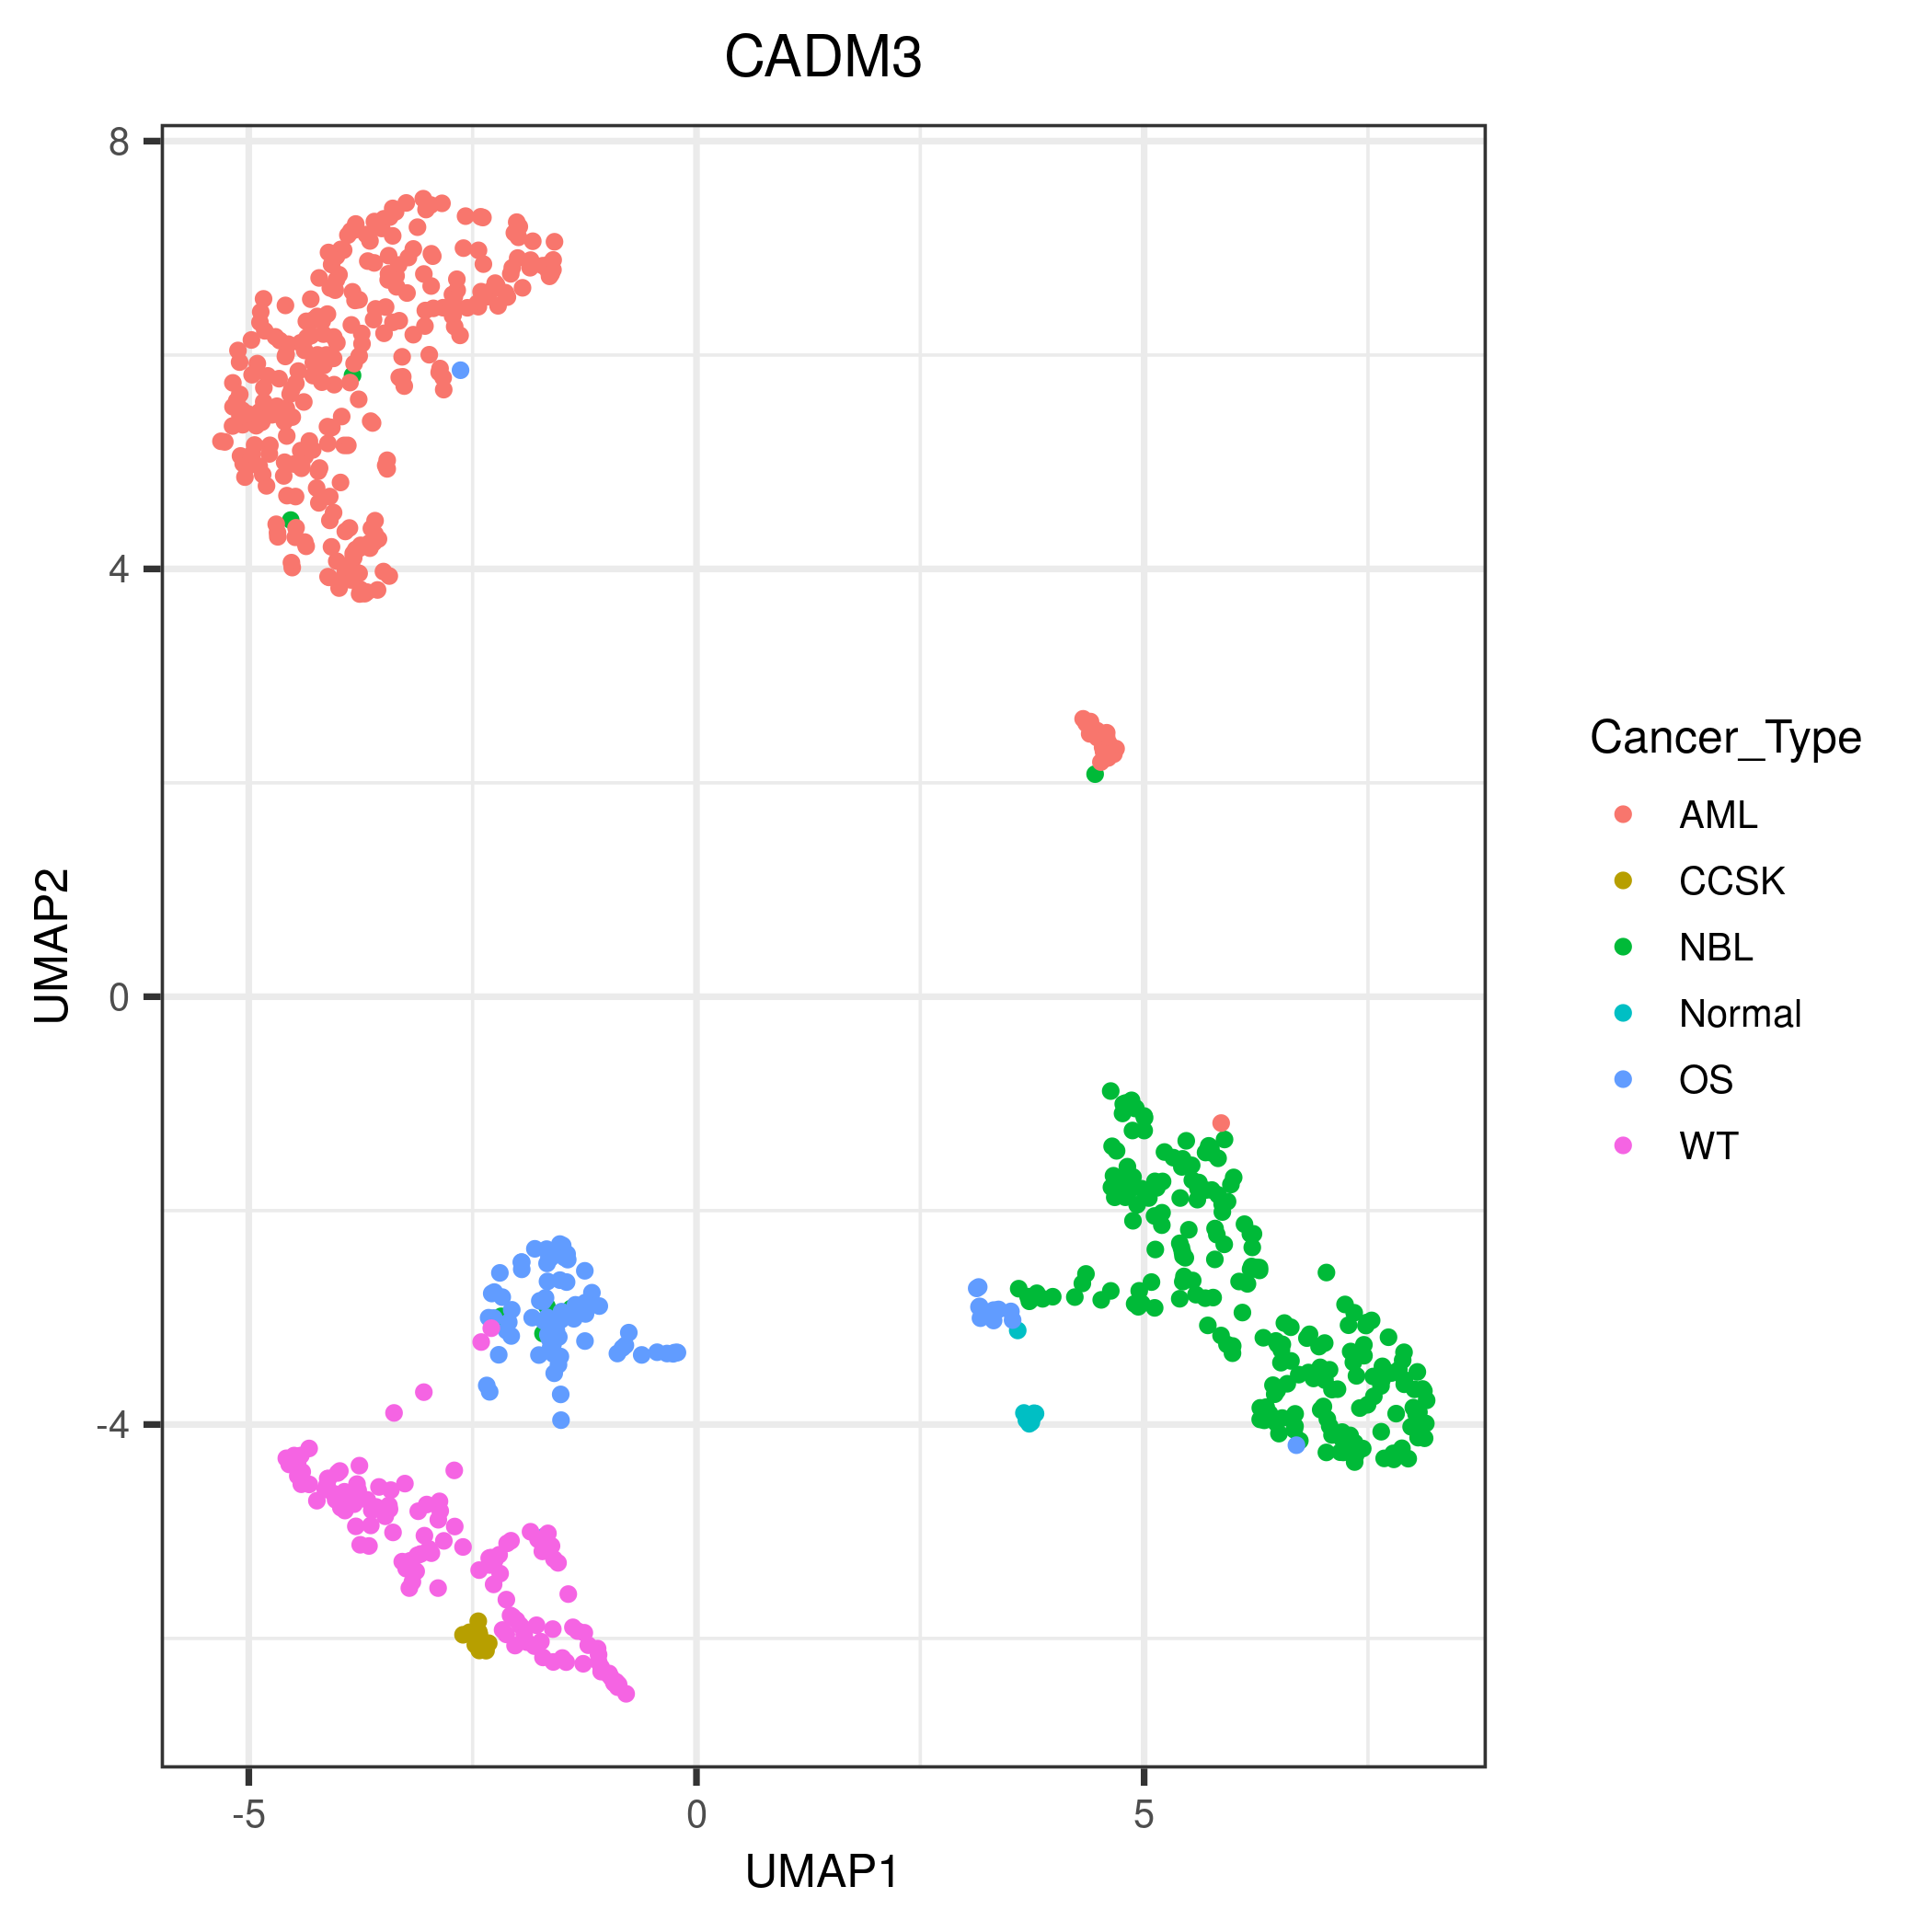 CADM3
8
4
0
-4
UMAP2
-5 0 5
UMAP1
Cancer_Type
AML
CCSK
NBL
Normal
OS
WT